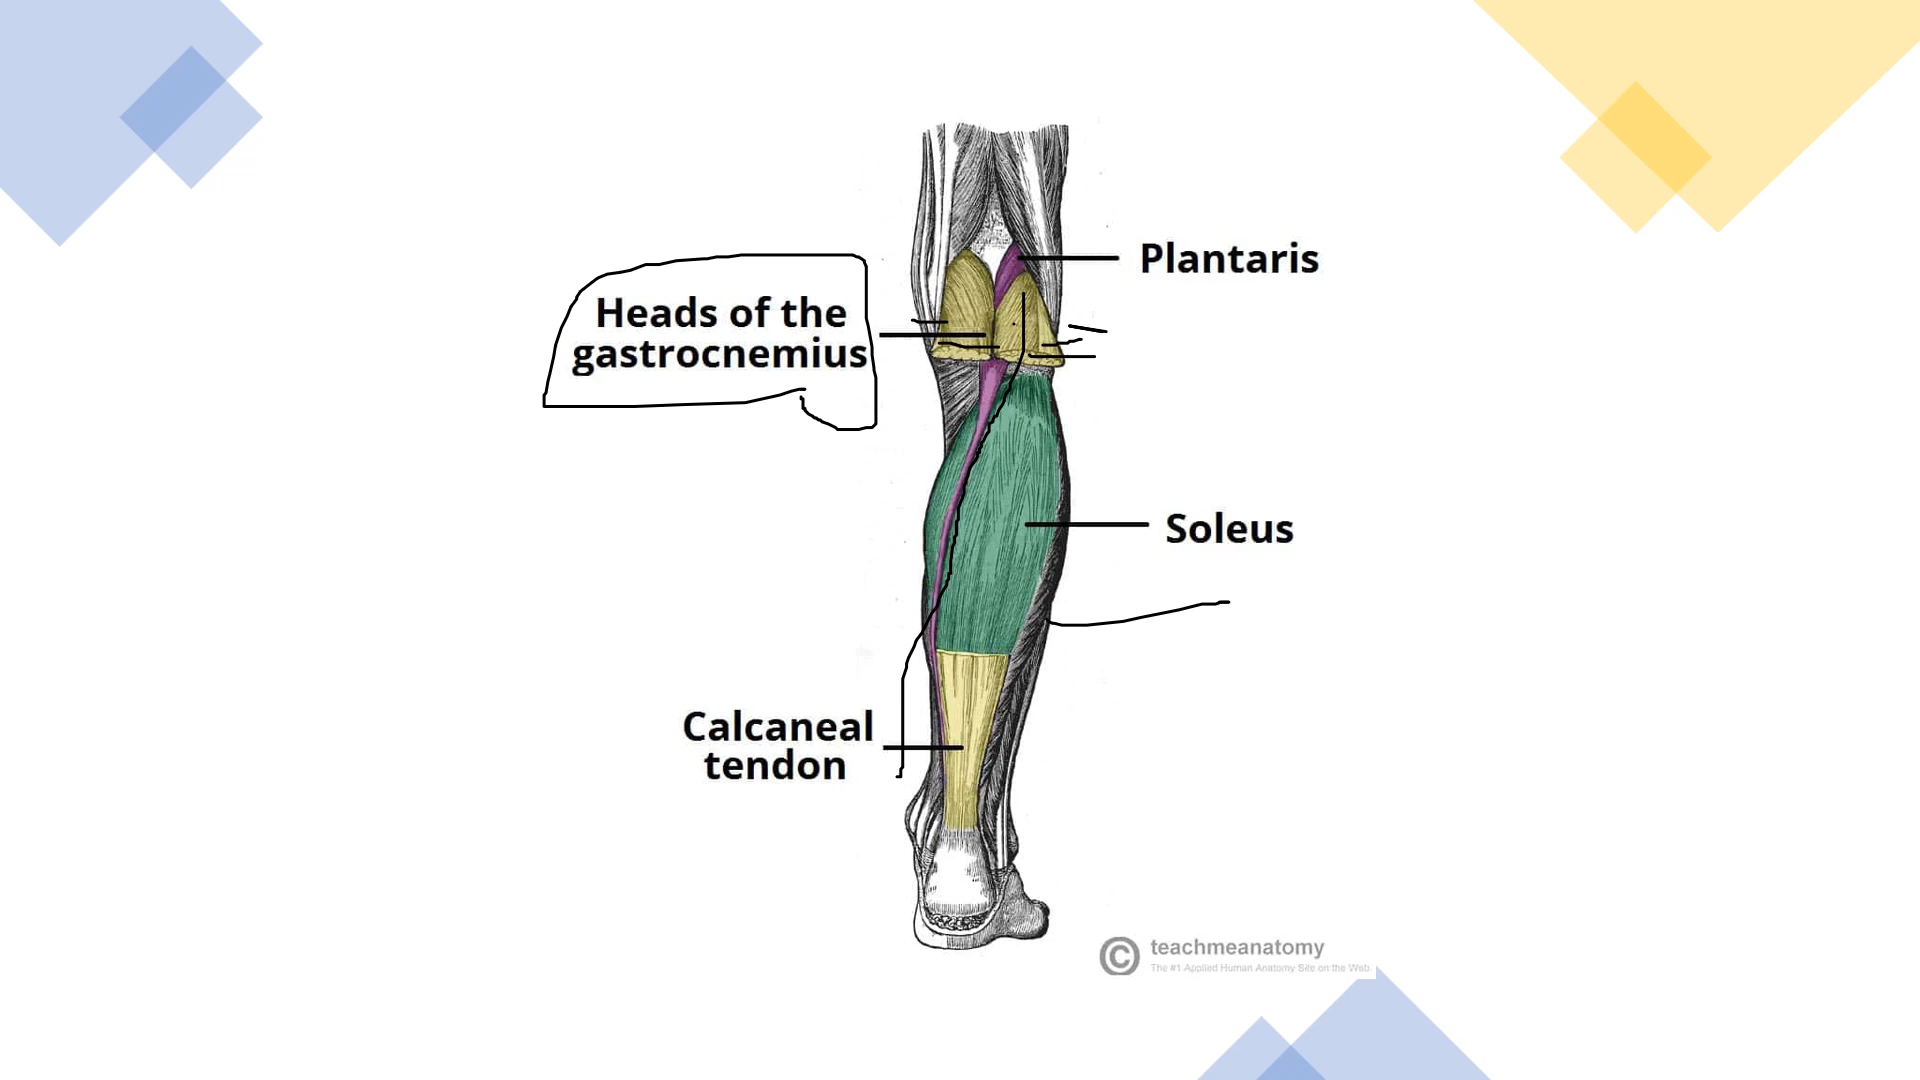 Plantaris
Heads of the
gastrocnemius
Soleus
Calcaneal
tendon
© teachmeanatomy
The #1 Applied Human Anatomy Site on the Web.